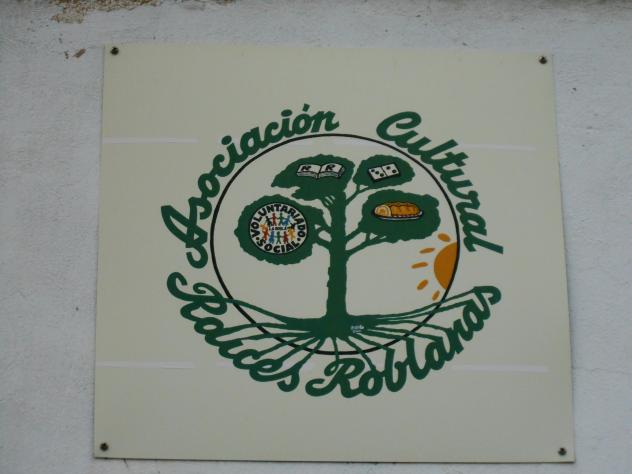 Asociación Cultural
Raíces Roblanas
R R
VOLUNTARIADO
SOCIAL